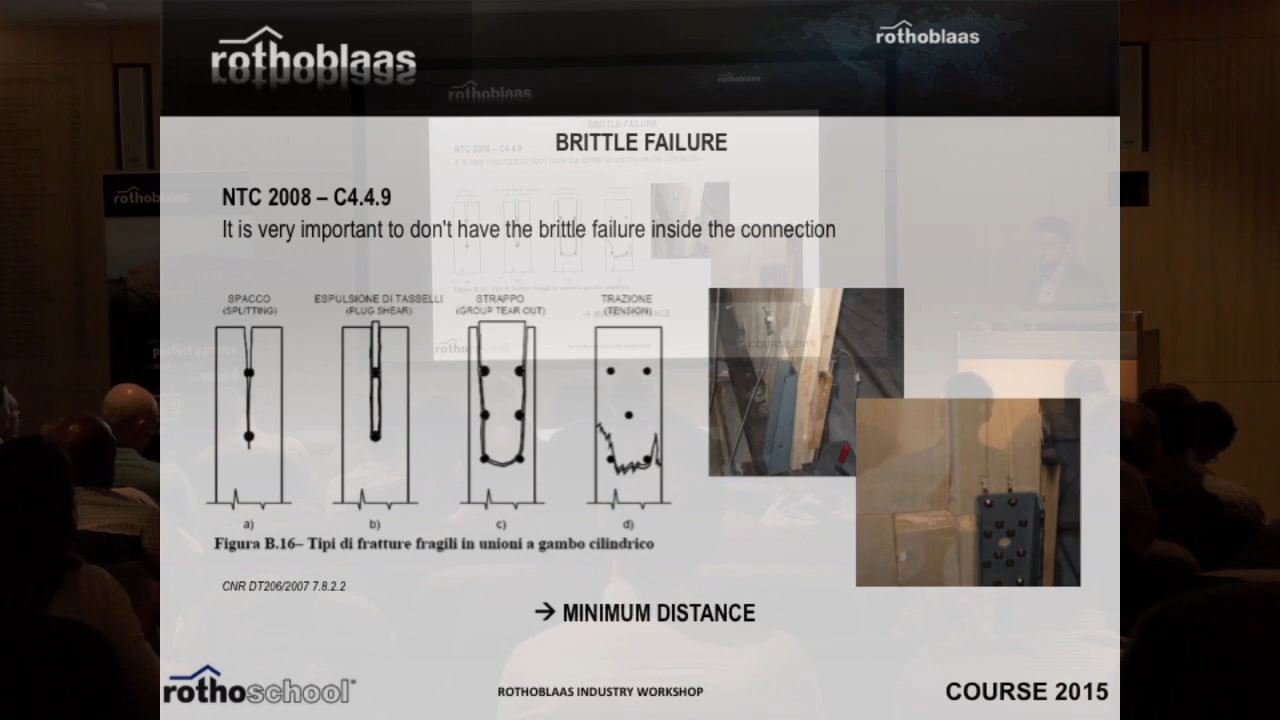 rothoblaas
rothoblaas
BRITTLE FAILURE
NTC 2008 – C4.4.9
It is very important to don't have the brittle failure inside the connection
SPACCO
(SPLITTING)
ESPULSIONE DI TASSELLI
(PLUG SHEAR)
STRAPPO
(GROUP TEAR OUT)
TRAZIONE
(TENSION)
a)
b)
c)
d)
Figura B.16– Tipi di fratture fragili in unioni a gambo cilindrico
CNR DT206/2007 7.8.2.2
→ MINIMUM DISTANCE
rothoschool
ROTHOBLAAS INDUSTRY WORKSHOP
COURSE 2015
rothoblaas
rothoblaas